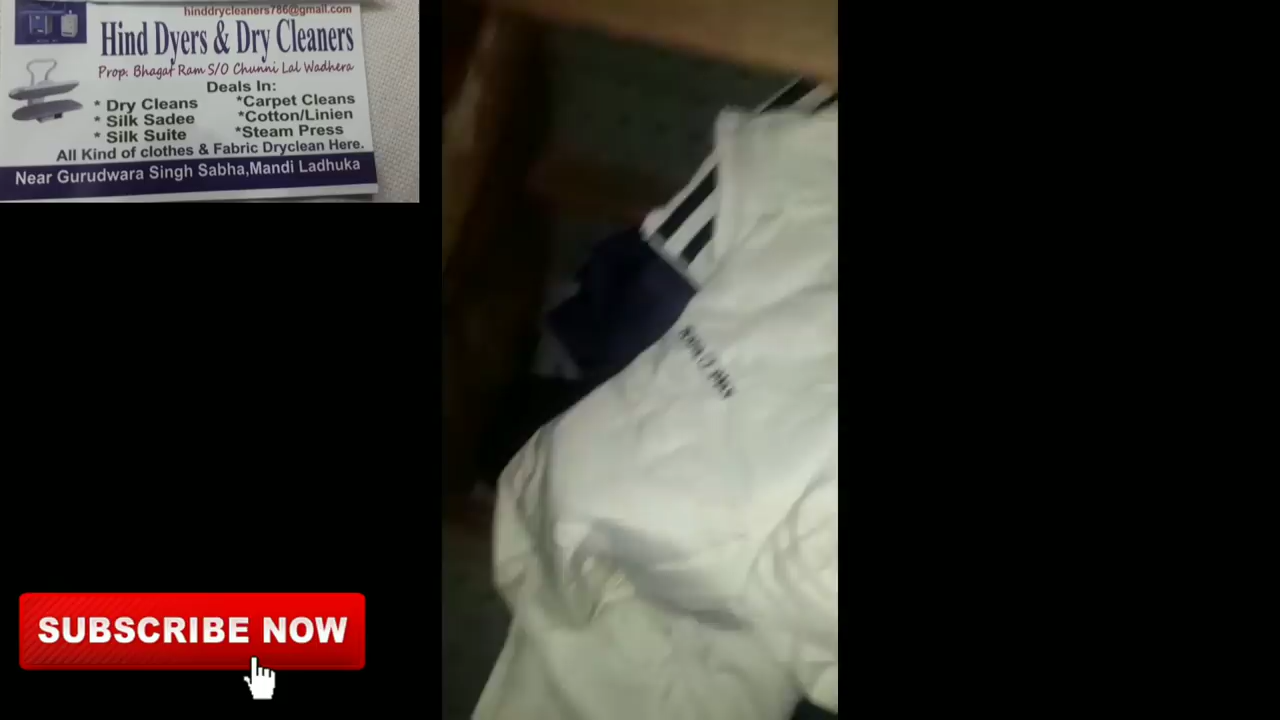 hinddrycleaners786@gmail.com
Hind Dyers & Dry Cleaners
Prop. Bhagat Ram S/O Chunni Lal Wadhera
Deals In:
* Dry Cleans *Carpet Cleans
* Silk Sadee *Cotton/Linien
* Silk Suite *Steam Press
All Kind of clothes & Fabric Dryclean Here.
Near Gurudwara Singh Sabha,Mandi Ladhuka
SUBSCRIBE NOW